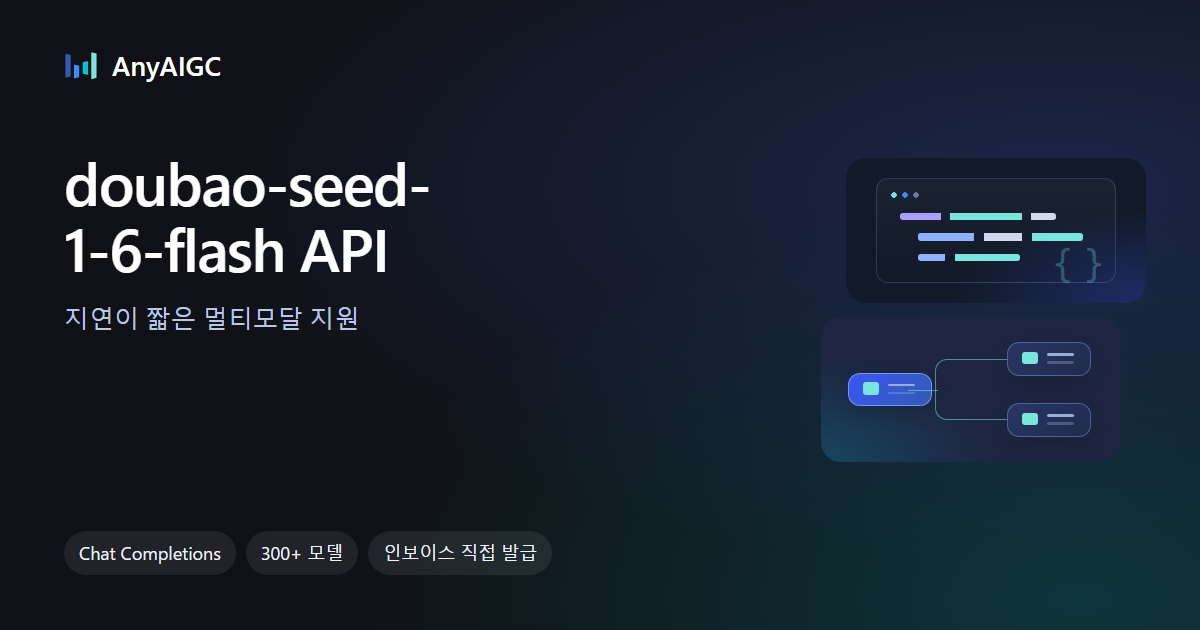 AnyAIGC
doubao-seed-
1-6-flash API
지연이 짧은 멀티모달 지원
{ }
Chat Completions
300+ 모델
인보이스 직접 발급